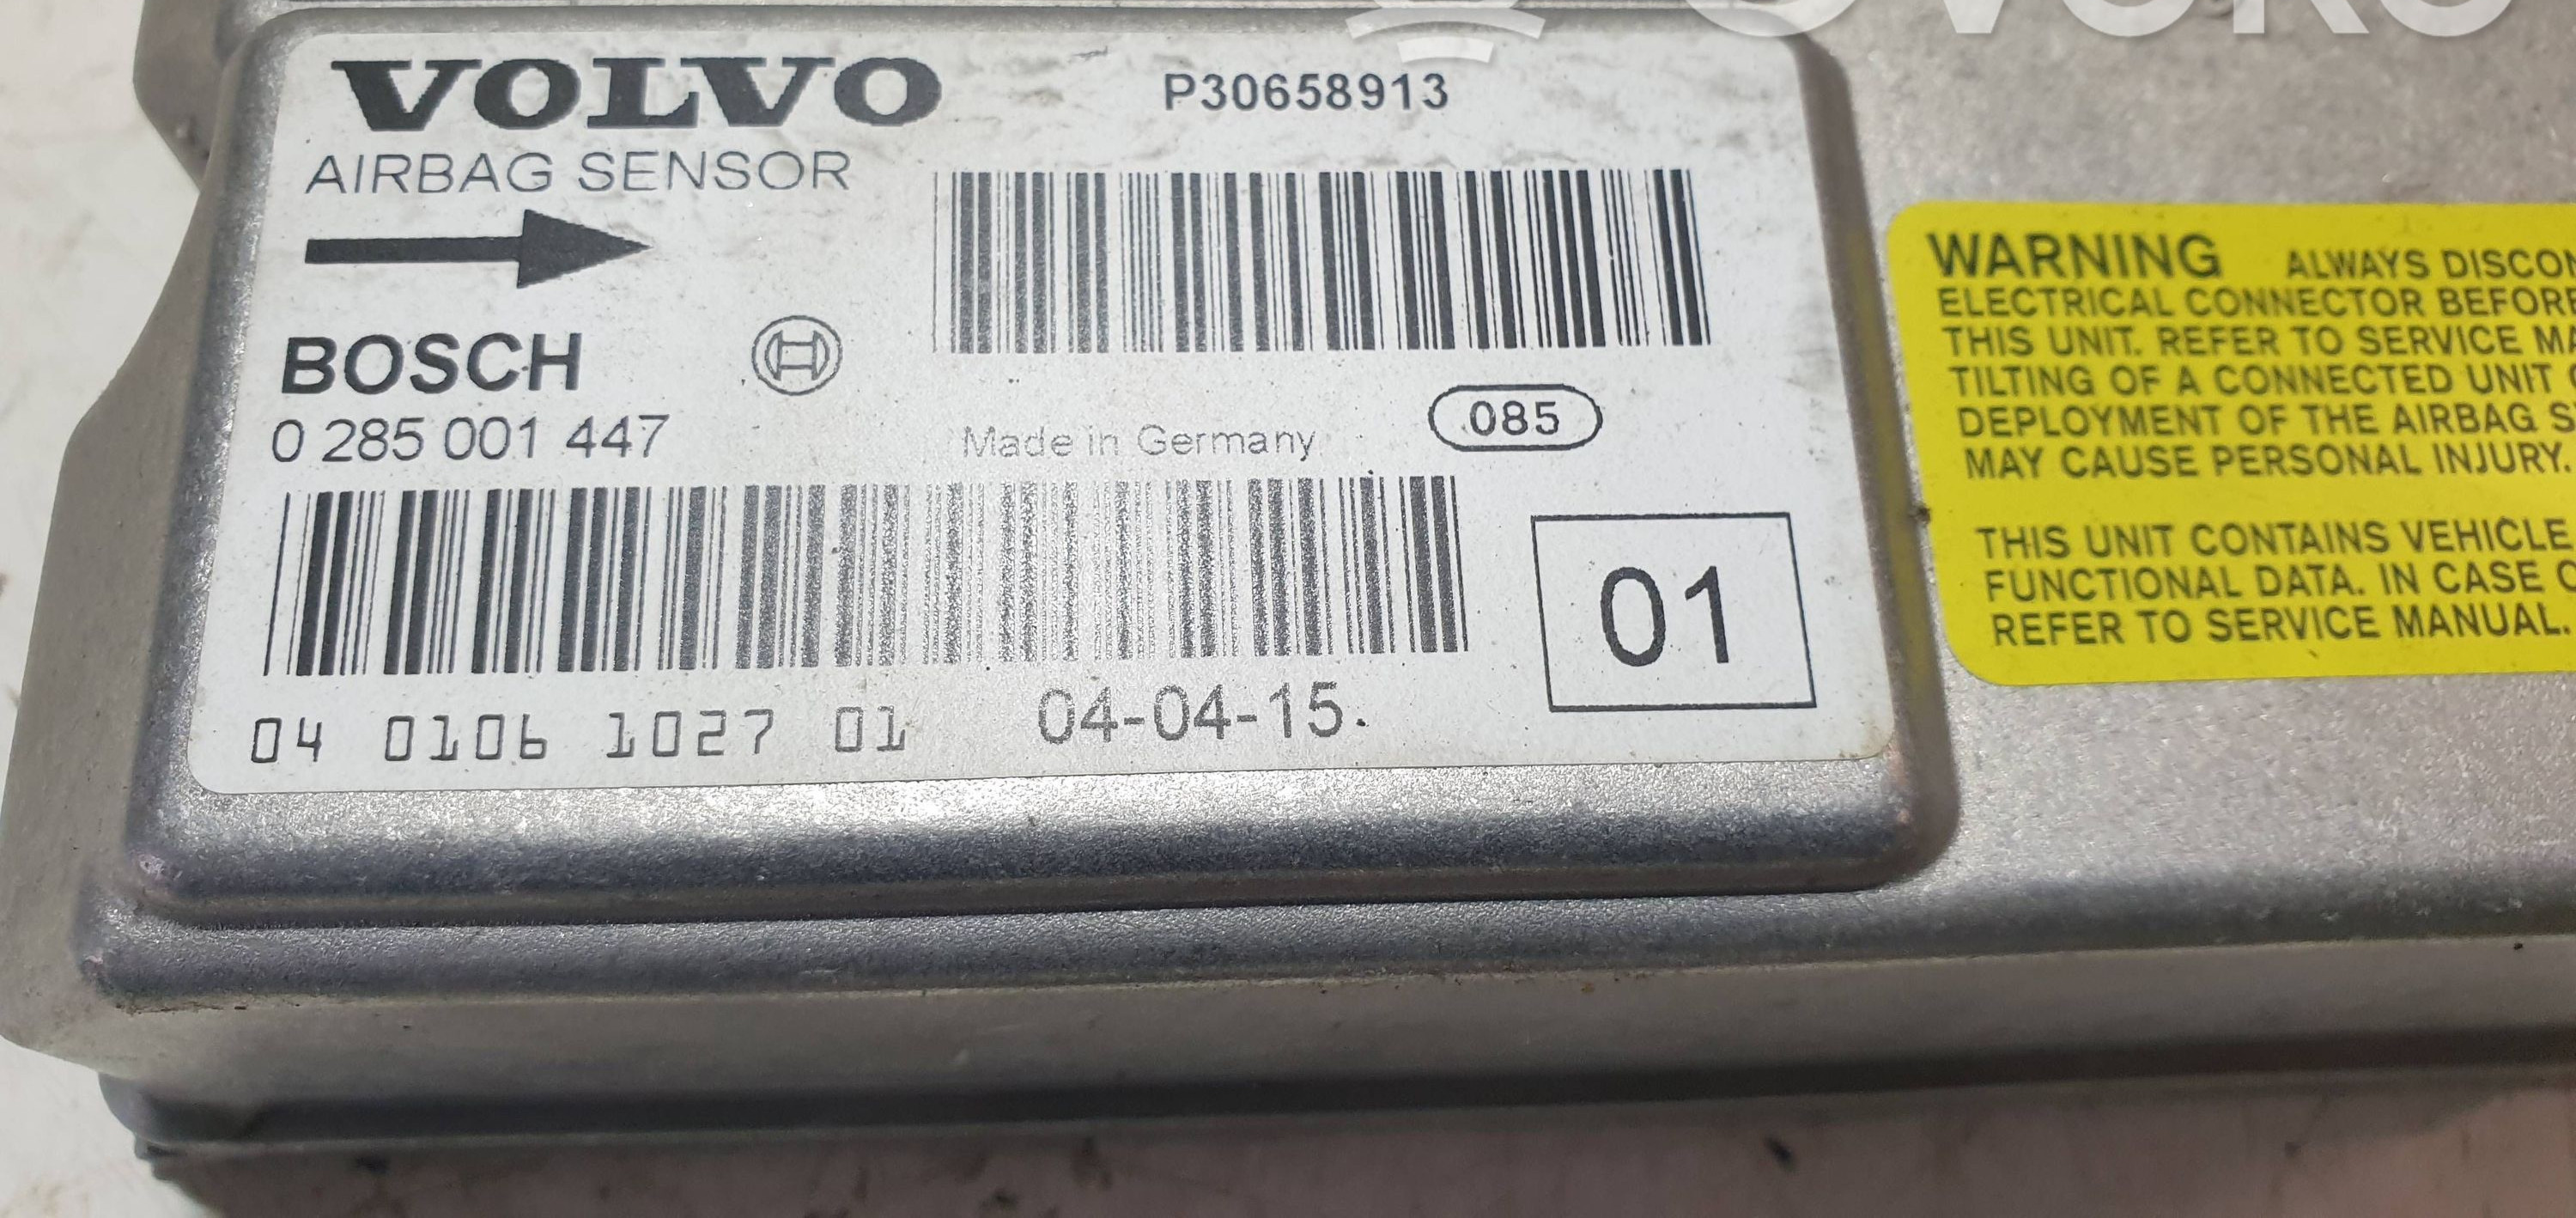 VOLVO
P30658913
AIRBAG SENSOR
BOSCH
0 285 001 447
Made in Germany
085
01
04 0106 1027 01
04-04-15.
WARNING ALWAYS DISCON
ELECTRICAL CONNECTOR BEFORE
THIS UNIT. REFER TO SERVICE MA
TILTING OF A CONNECTED UNIT
DEPLOYMENT OF THE AIRBAG S
MAY CAUSE PERSONAL INJURY.
THIS UNIT CONTAINS VEHICLE
FUNCTIONAL DATA. IN CASE
REFER TO SERVICE MANUAL.